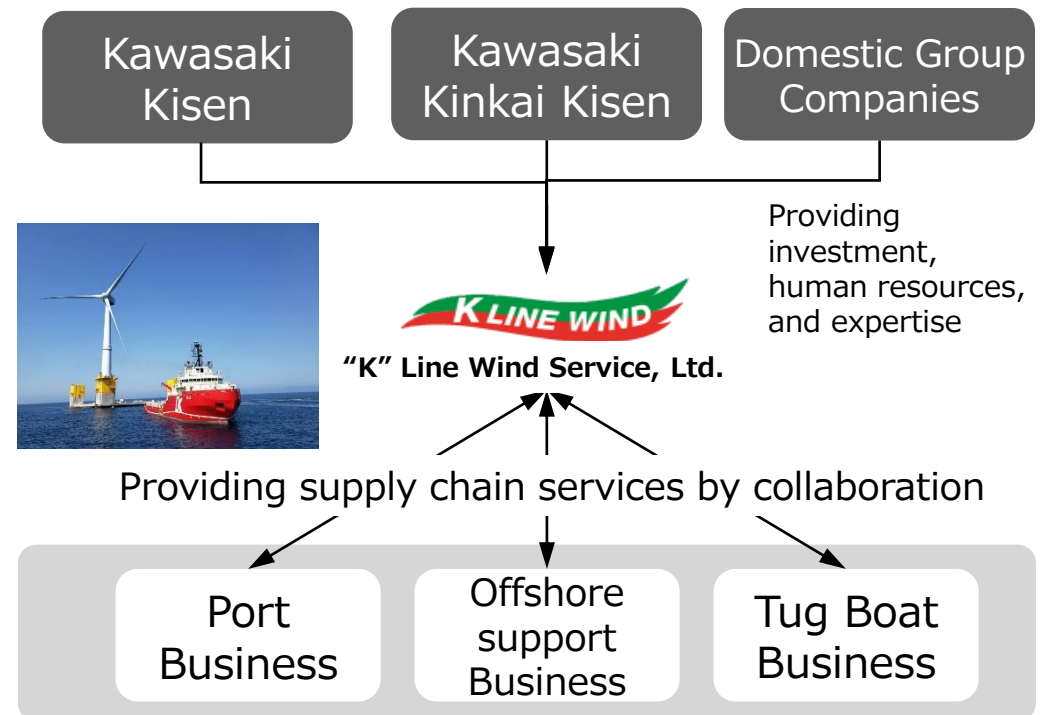 Kawasaki
Kisen
Kawasaki
Kinkai Kisen
Domestic Group
Companies
Providing
investment,
human resources,
and expertise
K LINE WIND
“K” Line Wind Service, Ltd.
Providing supply chain services by collaboration
Port
Business
Offshore
support
Business
Tug Boat
Business